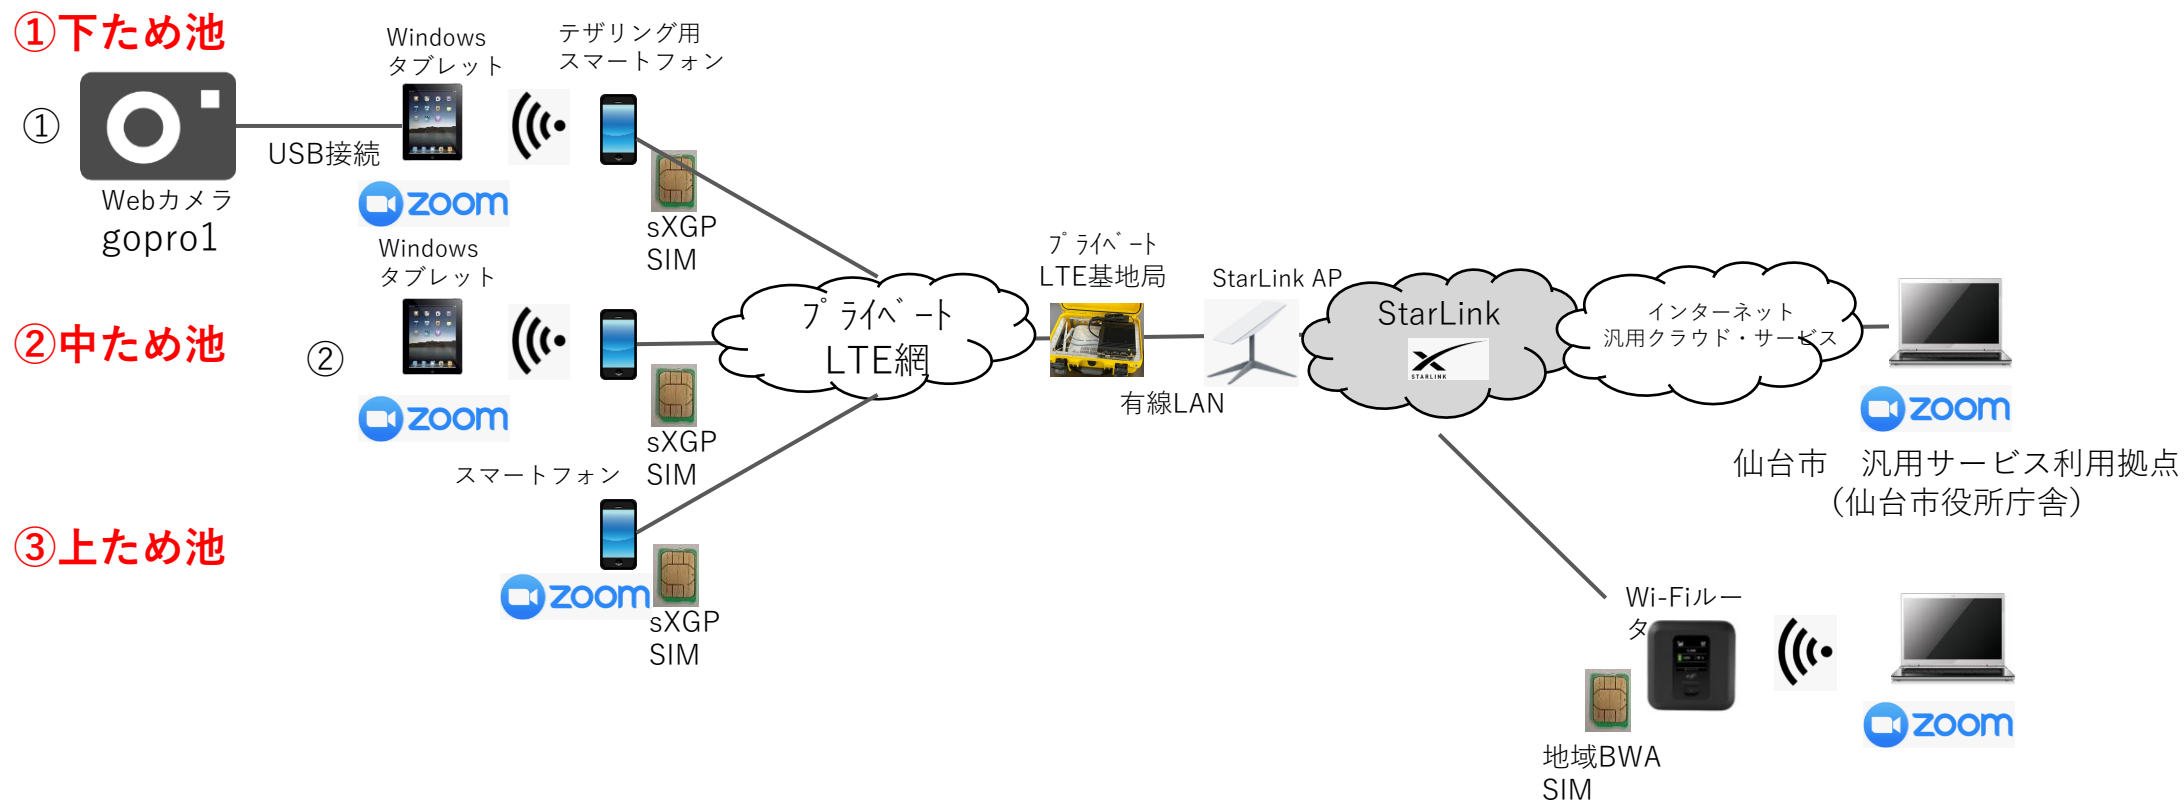 ①下ため池
Windows
タブレット
テザリング用
スマートフォン
①
USB接続
Webカメラ
gopro1
zoom
sXGP
SIM
Windows
タブレット
②中ため池
②
zoom
sXGP
SIM
プライベート
LTE網
プライベート
LTE基地局
有線LAN
StarLink AP
StarLink
STARLINK
インターネット
汎用クラウド・サービス
zoom
仙台市　汎用サービス利用拠点
（仙台市役所庁舎）
スマートフォン
③上ため池
zoom
sXGP
SIM
Wi-Fiルー
タ
地域BWA
SIM
zoom